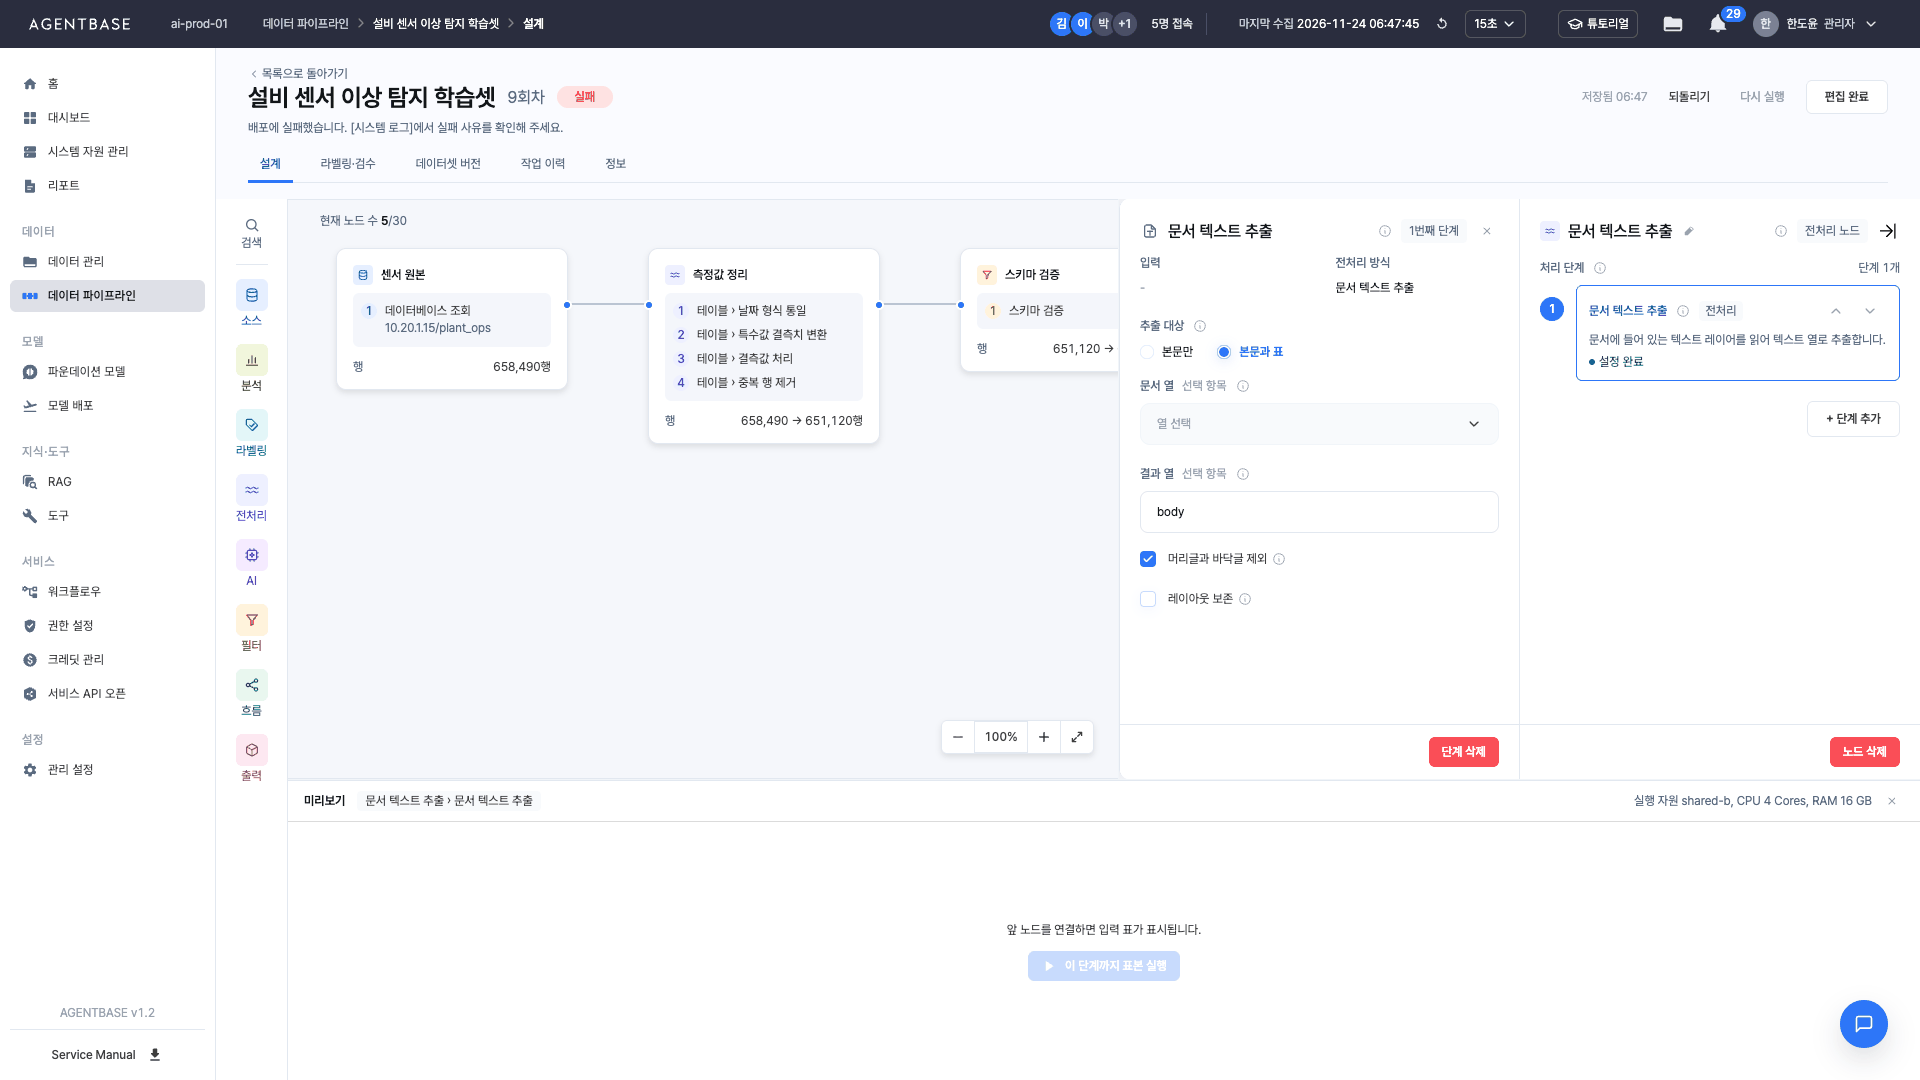 AGENTBASE
ai-prod-01
데이터 파이프라인 > 설비 센서 이상 탐지 학습셋 > 설계
김 이 박 +1 5명 접속
마지막 수집 2026-11-24 06:47:45
15초
튜토리얼
29
한 한도윤 관리자
홈
대시보드
시스템 자원 관리
리포트
데이터
데이터 관리
데이터 파이프라인
모델
파운데이션 모델
모델 배포
지식·도구
RAG
도구
서비스
워크플로우
권한 설정
크레딧 관리
서비스 API 오픈
설정
관리 설정
AGENTBASE v1.2
Service Manual
목록으로 돌아가기
설비 센서 이상 탐지 학습셋 9회차 실패
배포에 실패했습니다. [시스템 로그]에서 실패 사유를 확인해 주세요.
저장됨 06:47 되돌리기 다시 실행 편집 완료
설계 라벨링·검수 데이터셋 버전 작업 이력 정보
검색
소스
분석
라벨링
전처리
AI
필터
흐름
출력
현재 노드 수 5/30
센서 원본
1 데이터베이스 조회
10.20.1.15/plant_ops
행 658,490행
측정값 정리
1 테이블 › 날짜 형식 통일
2 테이블 › 특수값 결측치 변환
3 테이블 › 결측값 처리
4 테이블 › 중복 행 제거
행 658,490 → 651,120행
스키마 검증
1 스키마 검증
행 651,120 →
100%
문서 텍스트 추출 1번째 단계
입력 전처리 방식
- 문서 텍스트 추출
추출 대상
본문만 본문과 표
문서 열 선택 항목
열 선택
결과 열 선택 항목
body
머리글과 바닥글 제외
레이아웃 보존
단계 삭제
문서 텍스트 추출 전처리 노드
처리 단계 단계 1개
1 문서 텍스트 추출 전처리
문서에 들어 있는 텍스트 레이어를 읽어 텍스트 열로 추출합니다.
설정 완료
+ 단계 추가
노드 삭제
미리보기 문서 텍스트 추출 › 문서 텍스트 추출
실행 자원 shared-b, CPU 4 Cores, RAM 16 GB
앞 노드를 연결하면 입력 표가 표시됩니다.
이 단계까지 표본 실행